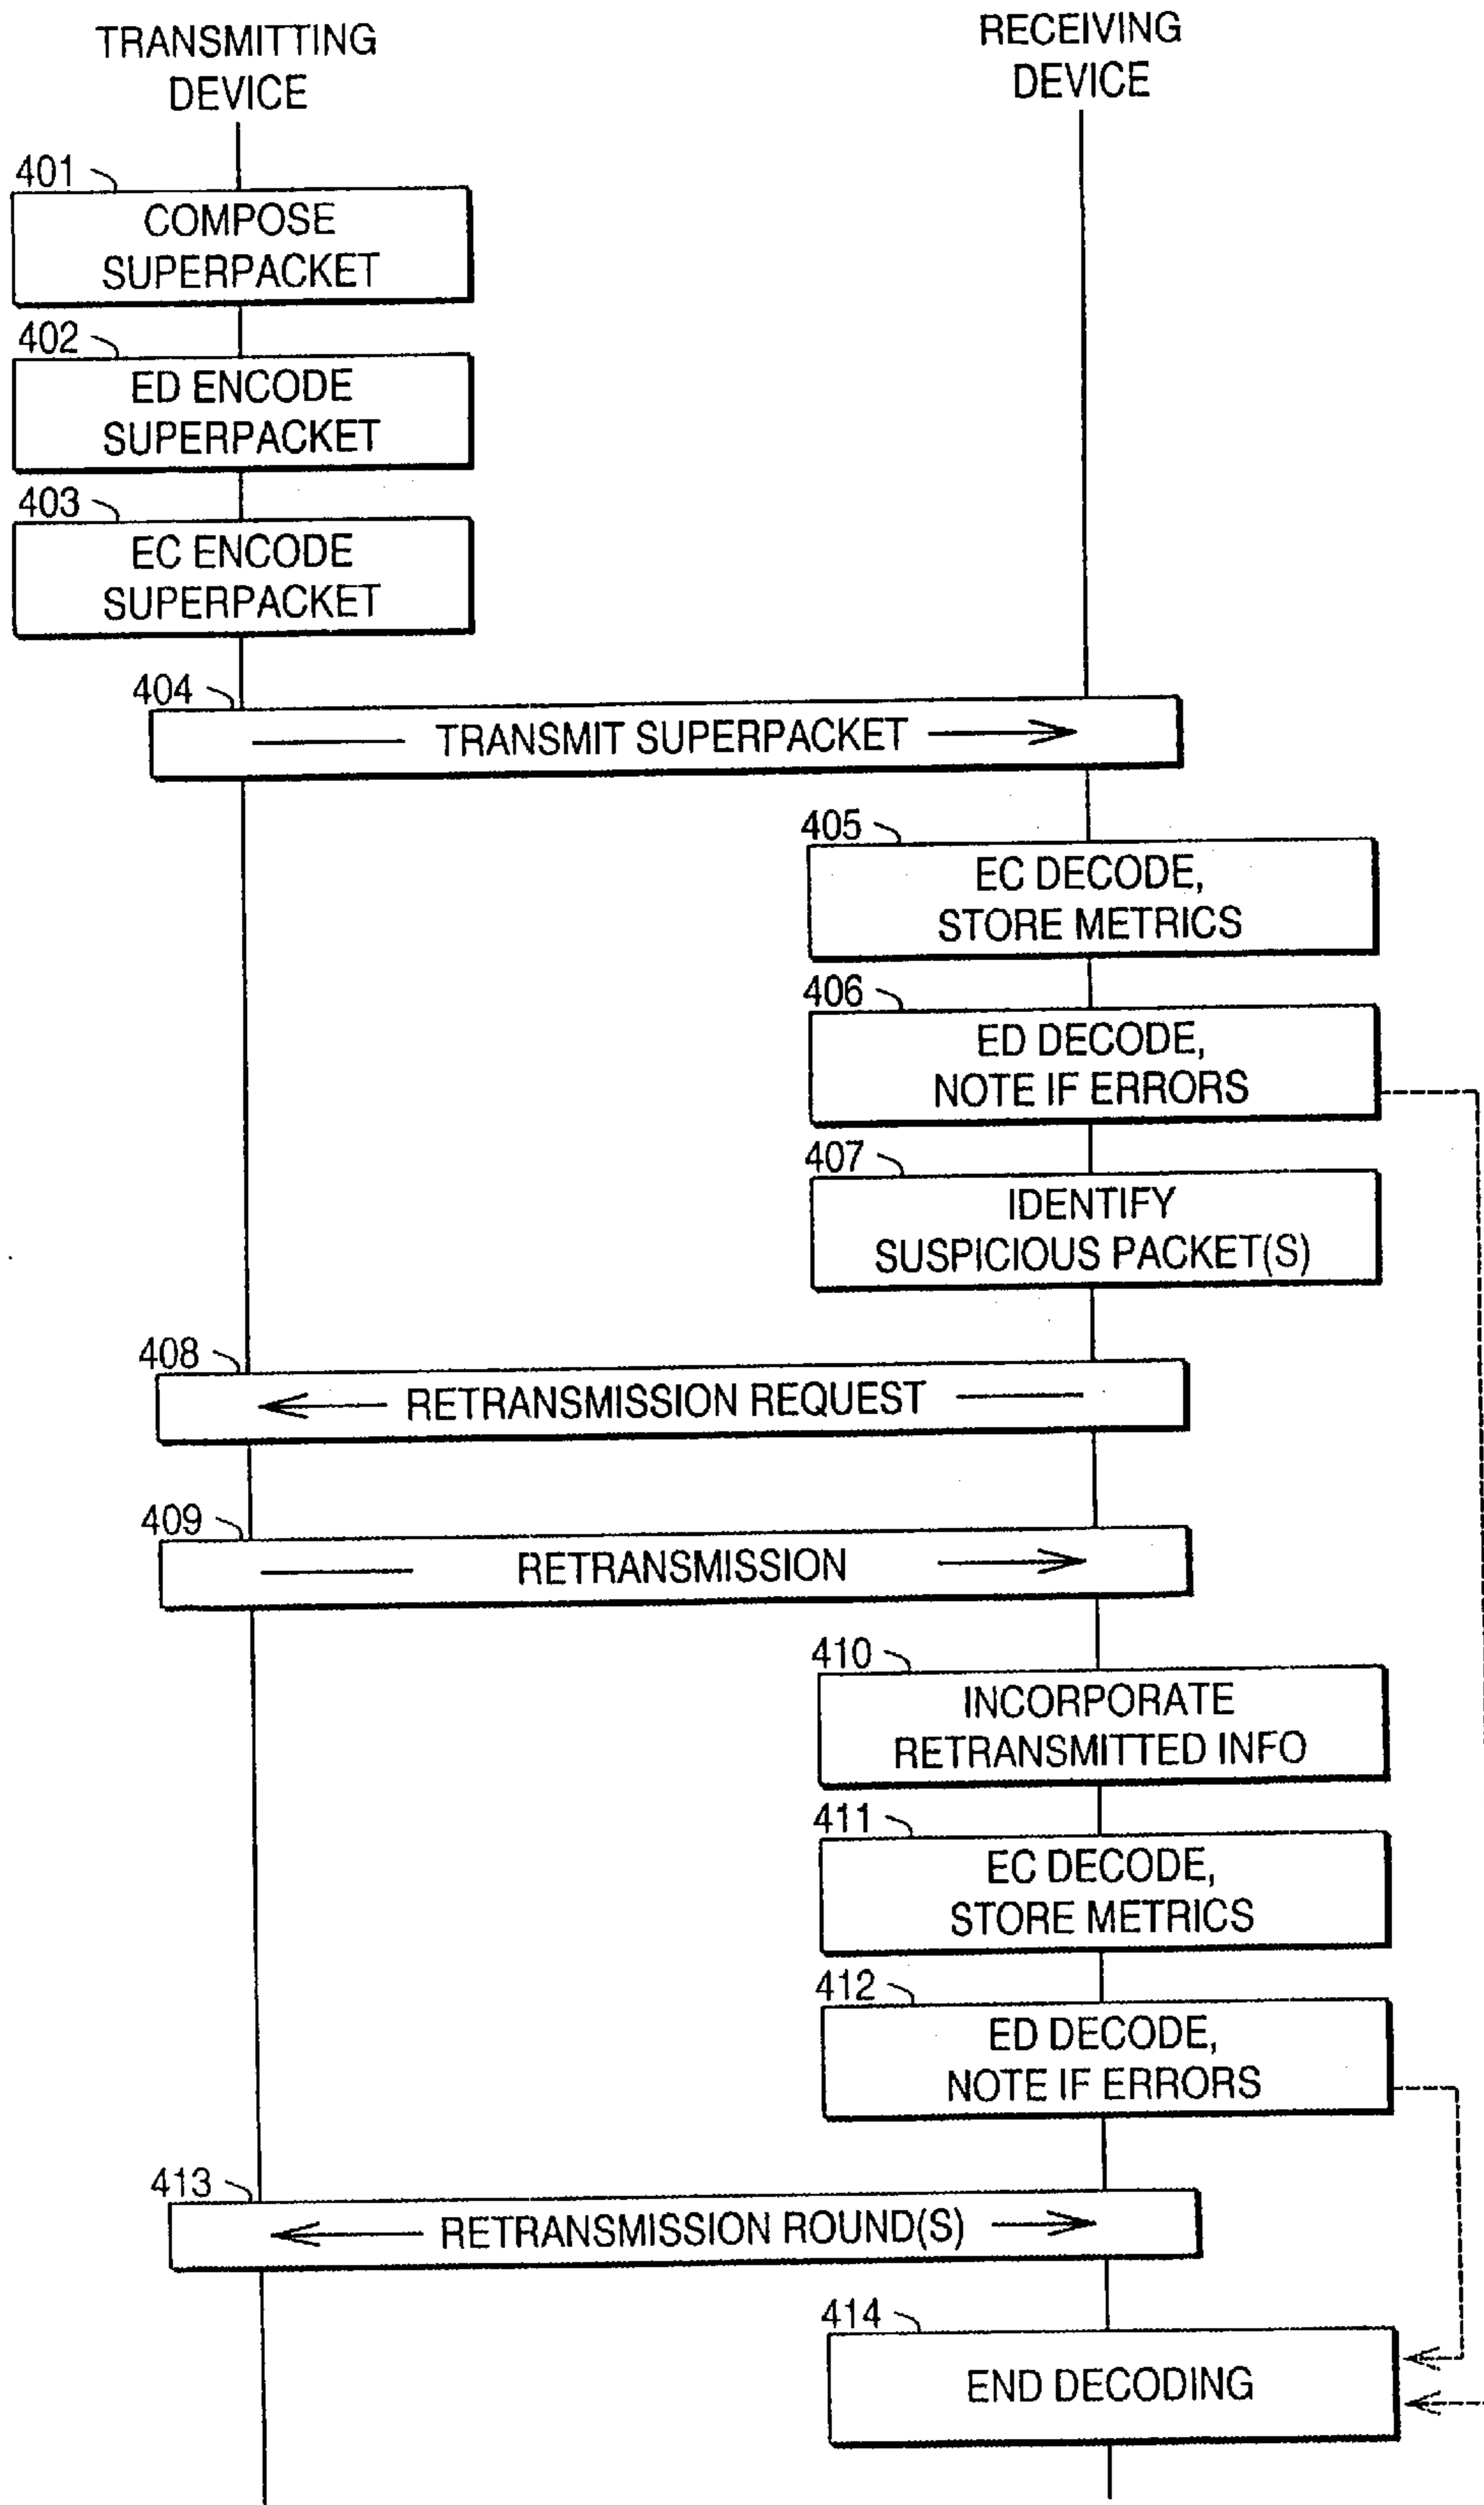 TRANSMITTING
DEVICE
RECEIVING
DEVICE
401
COMPOSE
SUPERPACKET
402
ED ENCODE
SUPERPACKET
403
EC ENCODE
SUPERPACKET
404
TRANSMIT SUPERPACKET
405
EC DECODE,
STORE METRICS
406
ED DECODE,
NOTE IF ERRORS
407
IDENTIFY
SUSPICIOUS PACKET(S)
408
RETRANSMISSION REQUEST
409
RETRANSMISSION
410
INCORPORATE
RETRANSMITTED INFO
411
EC DECODE,
STORE METRICS
412
ED DECODE,
NOTE IF ERRORS
413
RETRANSMISSION ROUND(S)
414
END DECODING